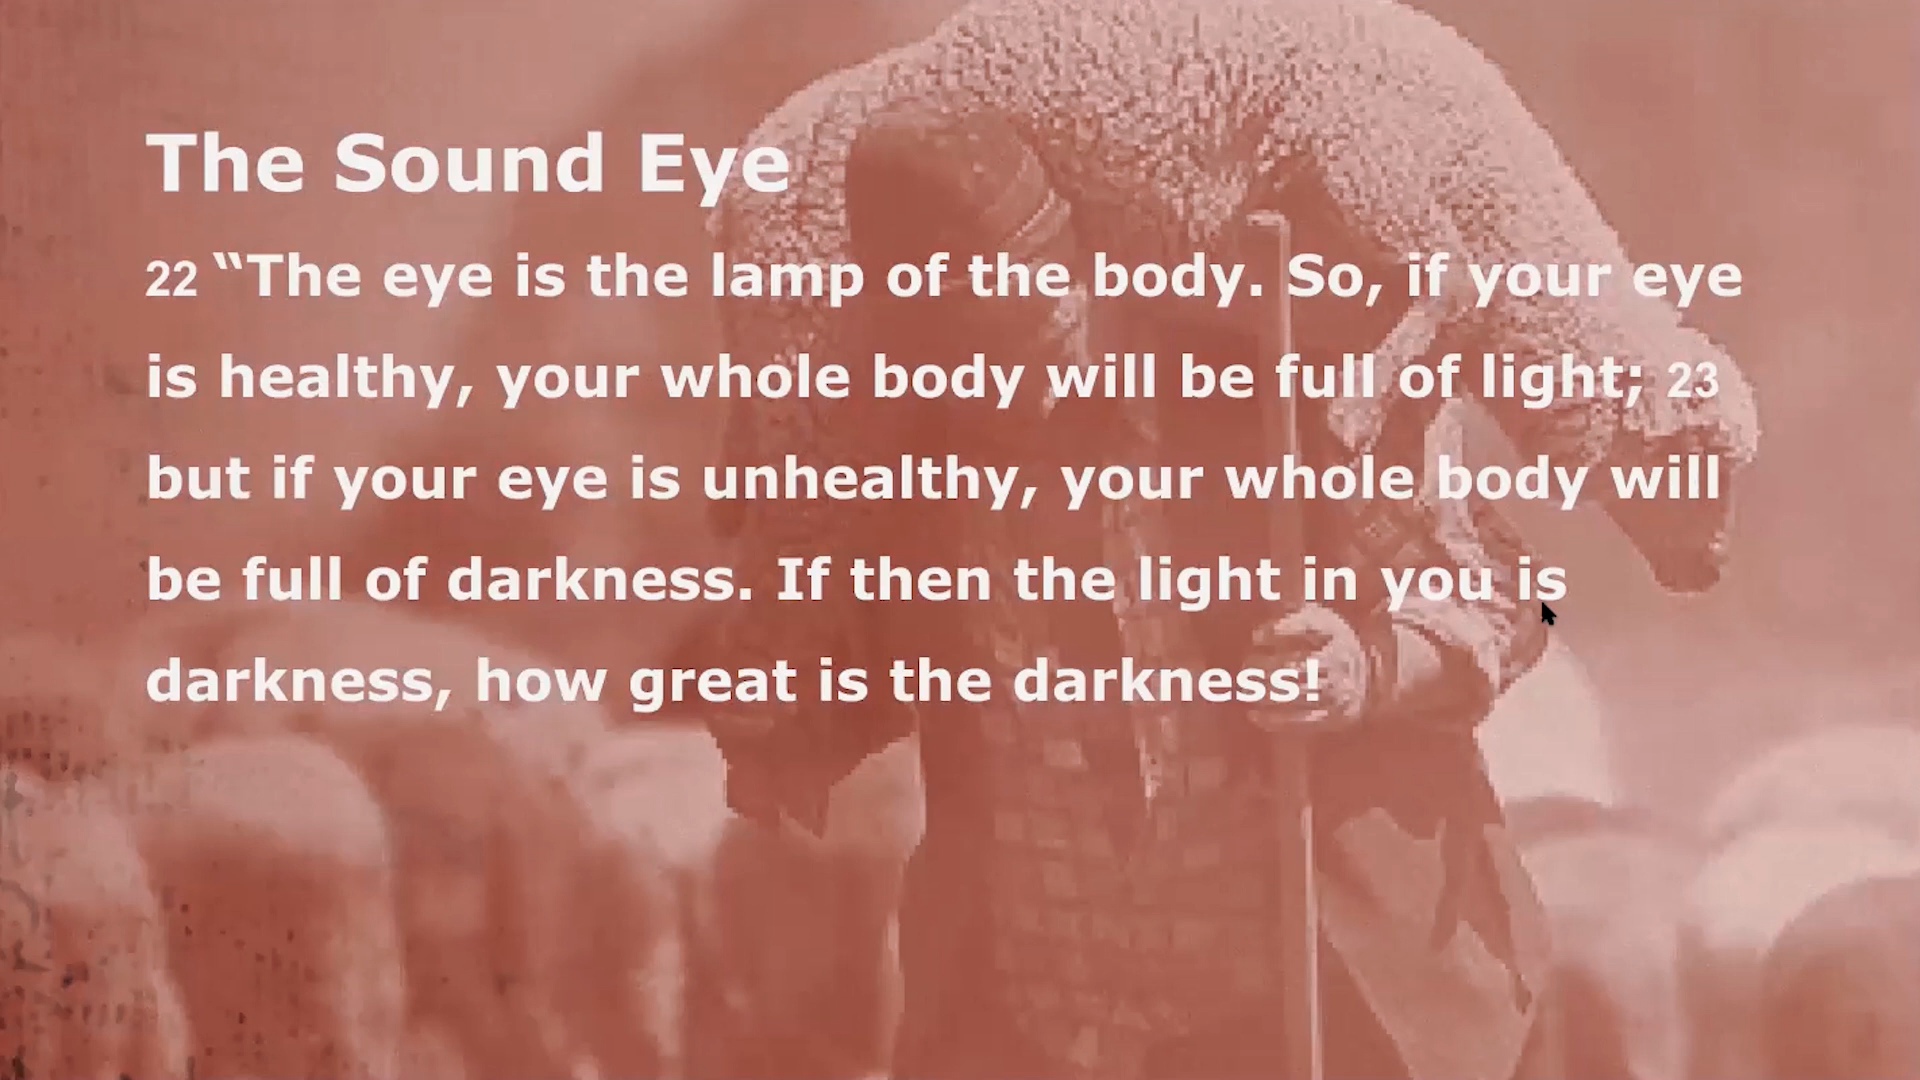 The Sound Eye
22 “The eye is the lamp of the body. So, if your eye
is healthy, your whole body will be full of light; 23
but if your eye is unhealthy, your whole body will
be full of darkness. If then the light in you is
darkness, how great is the darkness!